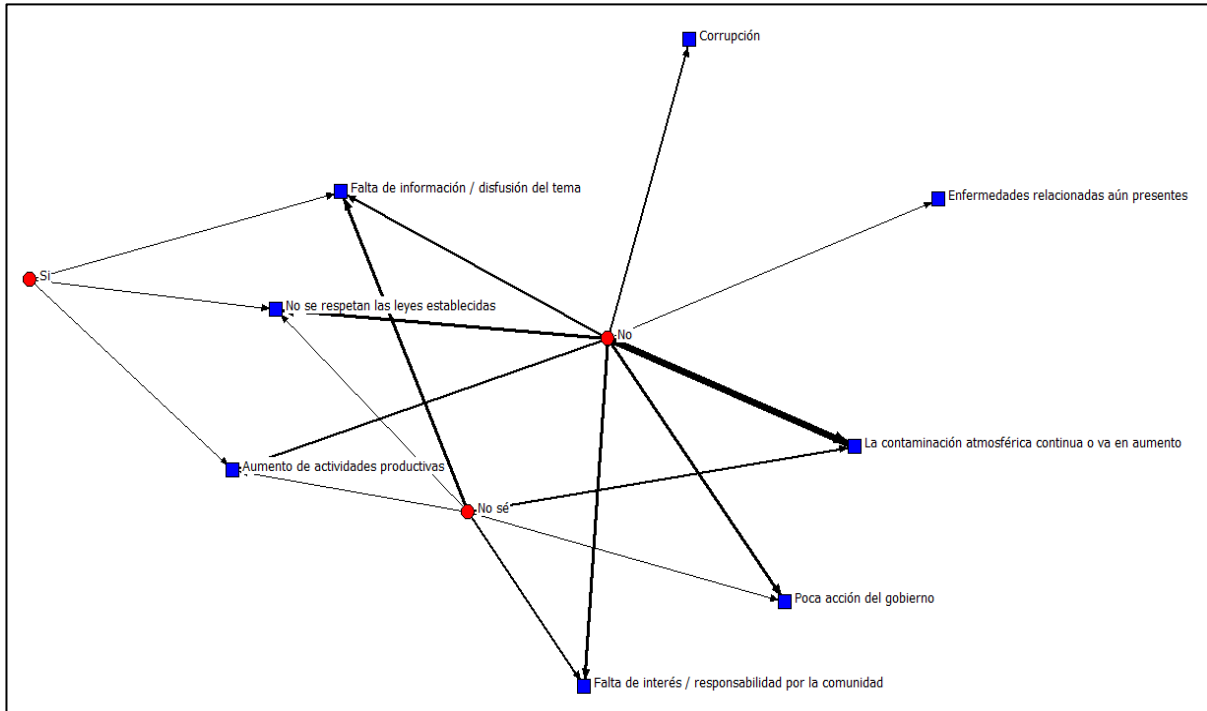 Corrupción
Falta de información / disfusión del tema
Enfermedades relacionadas aún presentes
Si
No se respetan las leyes establecidas
No
La contaminación atmosférica continua o va en aumento
Aumento de actividades productivas
No sé
Poca acción del gobierno
Falta de interés / responsabilidad por la comunidad